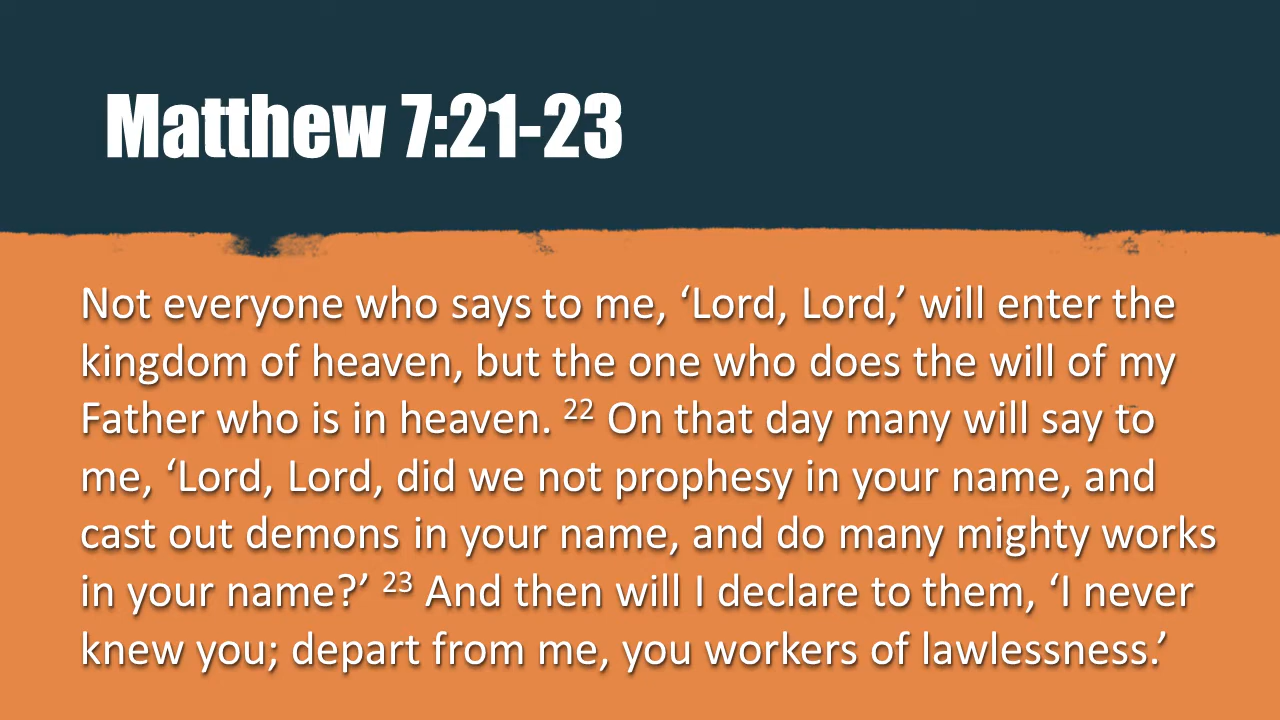 Matthew 7:21-23
Not everyone who says to me, ‘Lord, Lord,’ will enter the
kingdom of heaven, but the one who does the will of my
Father who is in heaven. 22 On that day many will say to
me, ‘Lord, Lord, did we not prophesy in your name, and
cast out demons in your name, and do many mighty works
in your name?’ 23 And then will I declare to them, ‘I never
knew you; depart from me, you workers of lawlessness.’